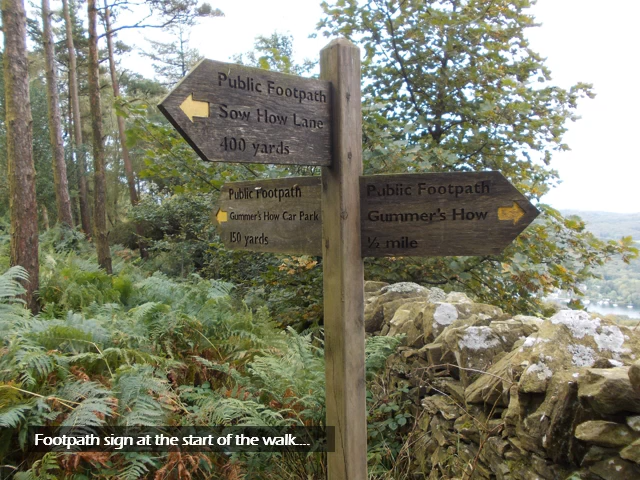 Public Footpath
Sow How Lane
400 yards
Public Footpath
Gummer's How Car Park
150 yards
Public Footpath
Gummer's How
½ mile
Footpath sign at the start of the walk....